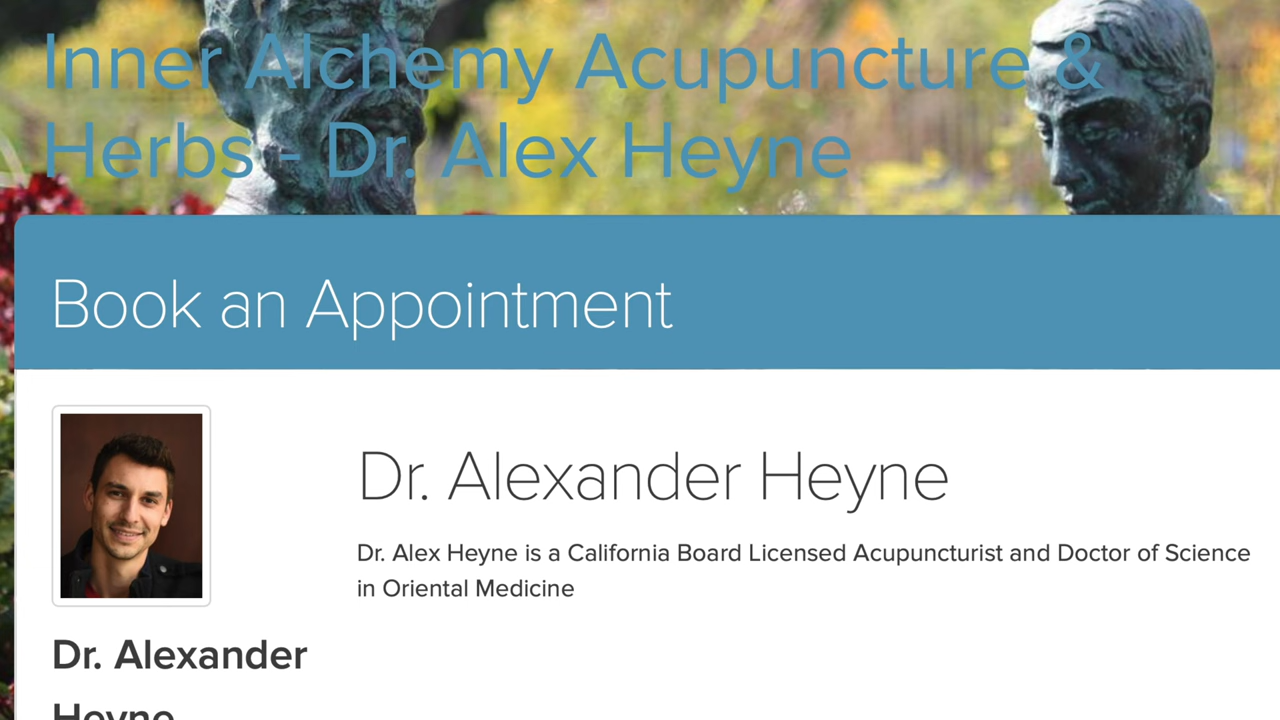 Inner Alchemy Acupuncture &
Herbs - Dr. Alex Heyne
Book an Appointment
Dr. Alexander Heyne
Dr. Alex Heyne is a California Board Licensed Acupuncturist and Doctor of Science
in Oriental Medicine
Dr. Alexander
Heyne